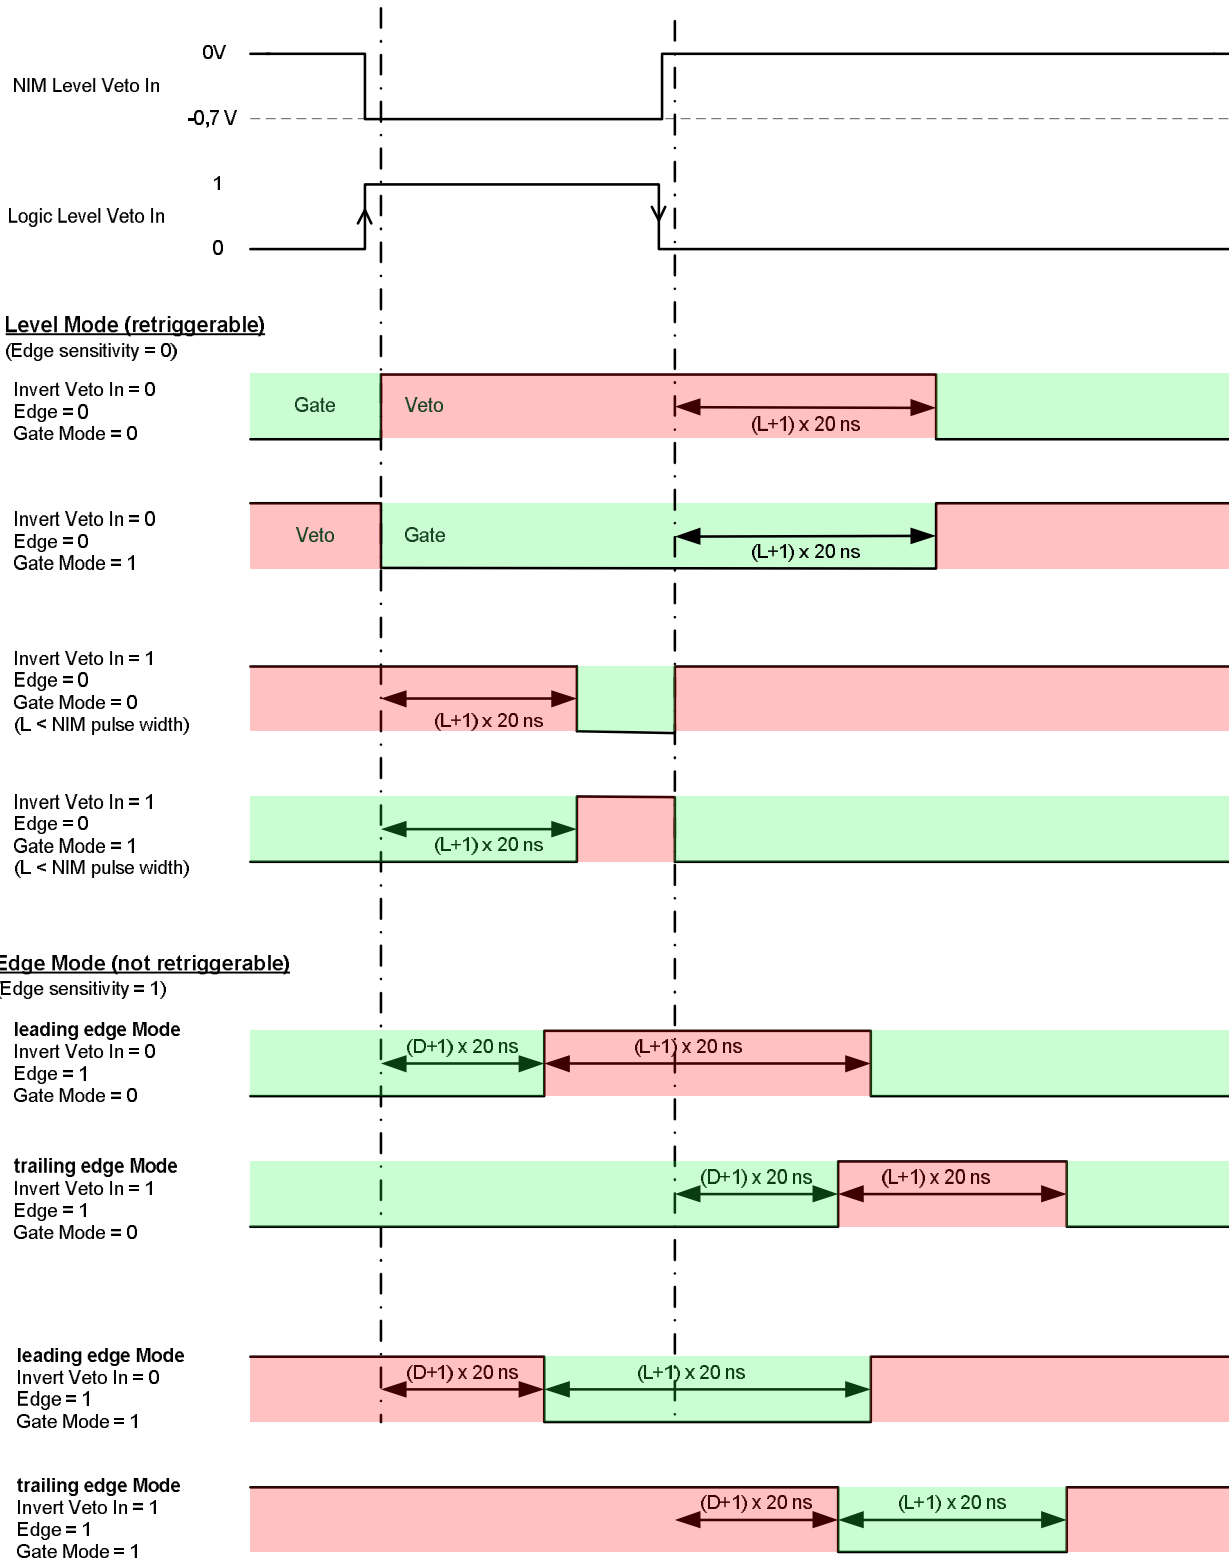 0V
NIM Level Veto In
-0,7 V
1
Logic Level Veto In
0
Level Mode (retriggerable)
(Edge sensitivity = 0)
Invert Veto In = 0
Edge = 0
Gate Mode = 0
Gate
Veto
(L+1) x 20 ns
Invert Veto In = 0
Edge = 0
Gate Mode = 1
Veto
Gate
(L+1) x 20 ns
Invert Veto In = 1
Edge = 0
Gate Mode = 0
(L < NIM pulse width)
(L+1) x 20 ns
Invert Veto In = 1
Edge = 0
Gate Mode = 1
(L < NIM pulse width)
(L+1) x 20 ns
Edge Mode (not retriggerable)
(Edge sensitivity = 1)
leading edge Mode
Invert Veto In = 0
Edge = 1
Gate Mode = 0
(D+1) x 20 ns
(L+1) x 20 ns
trailing edge Mode
Invert Veto In = 1
Edge = 1
Gate Mode = 0
(D+1) x 20 ns
(L+1) x 20 ns
leading edge Mode
Invert Veto In = 0
Edge = 1
Gate Mode = 1
(D+1) x 20 ns
(L+1) x 20 ns
trailing edge Mode
Invert Veto In = 1
Edge = 1
Gate Mode = 1
(D+1) x 20 ns
(L+1) x 20 ns